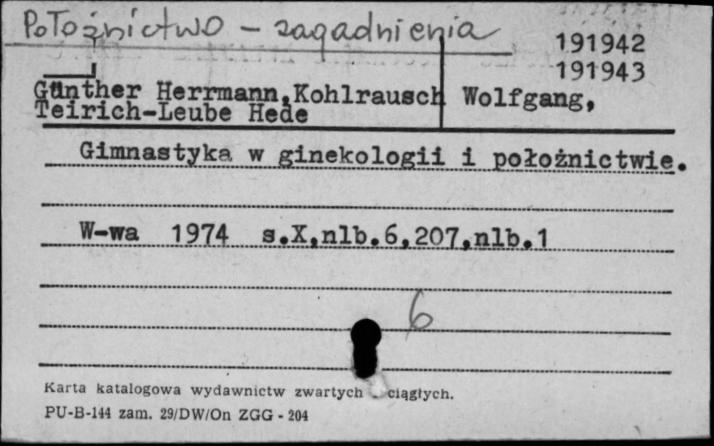 Położnictwo - zagadnienia
191942
191943
Günther Herrmann, Kohlrausch Wolfgang,
Teirich-Leube Hede
Gimnastyka w ginekologii i położnictwie.
W-wa 1974 s.X,nlb.6,207,nlb.1
6
Karta katalogowa wydawnictw zwartych - ciągłych.
PU-B-144 zam. 29/DW/On ZGG - 204